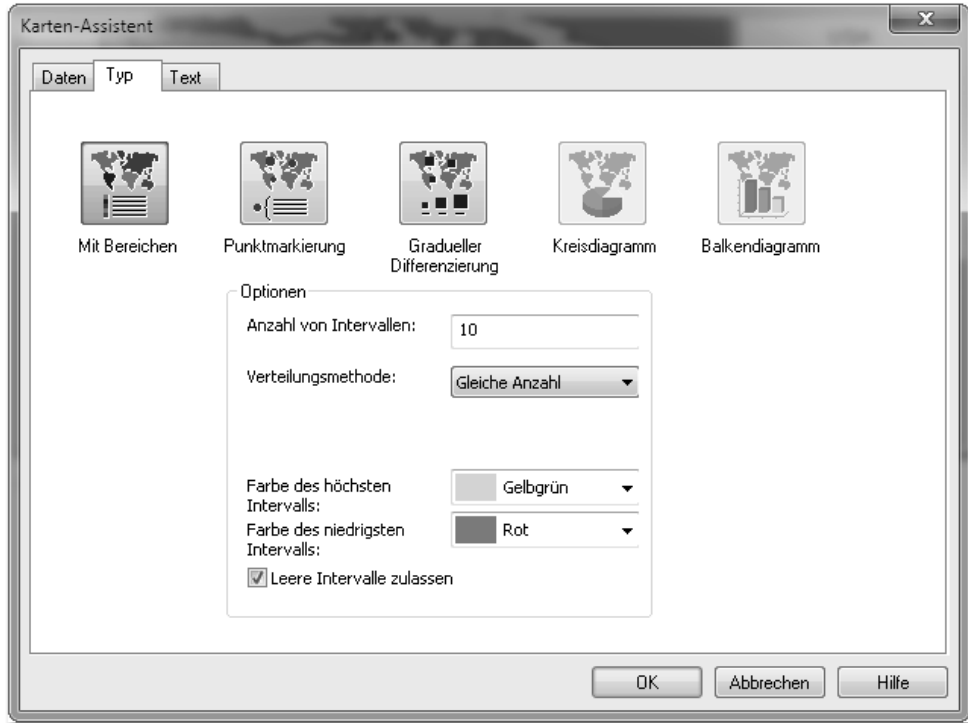 Karten-Assistent
Daten
Typ
Text
Mit Bereichen
Punktmarkierung
Gradueller
Differenzierung
Kreisdiagramm
Balkendiagramm
Optionen
Anzahl von Intervallen:
10
Verteilungsmethode:
Gleiche Anzahl
Farbe des höchsten
Intervalls:
Gelbgrün
Farbe des niedrigsten
Intervalls:
Rot
Leere Intervalle zulassen
OK
Abbrechen
Hilfe